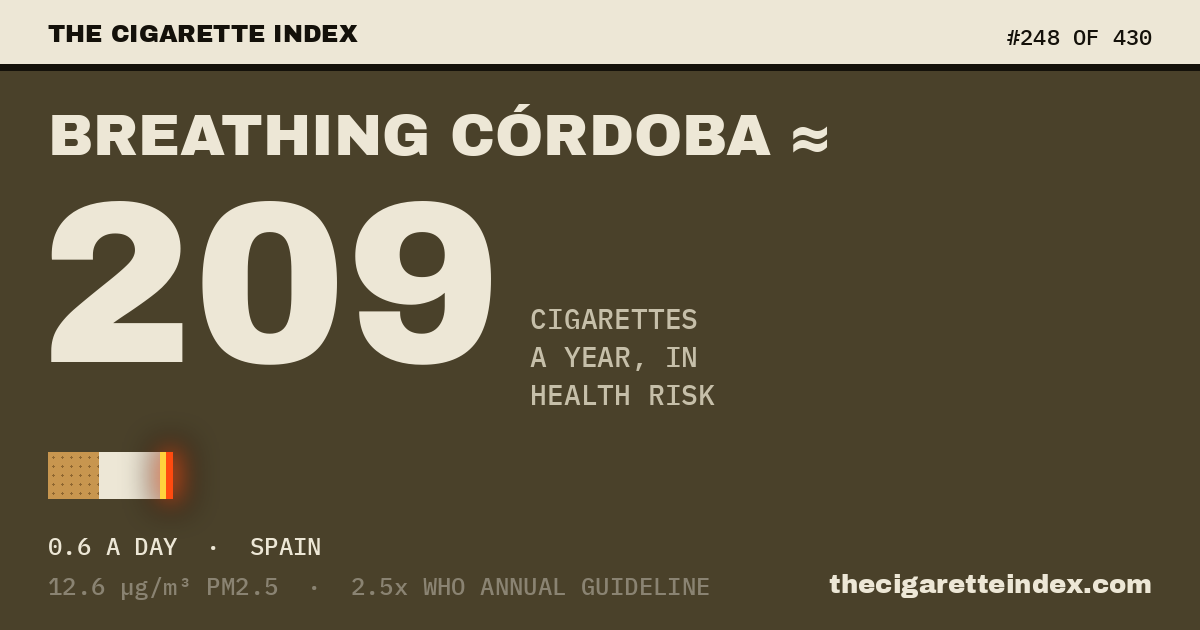 THE CIGARETTE INDEX
#248 OF 430
BREATHING CÓRDOBA ≈
209
CIGARETTES
A YEAR, IN
HEALTH RISK
0.6 A DAY · SPAIN
12.6 µg/m³ PM2.5 · 2.5x WHO ANNUAL GUIDELINE
thecigaretteindex.com